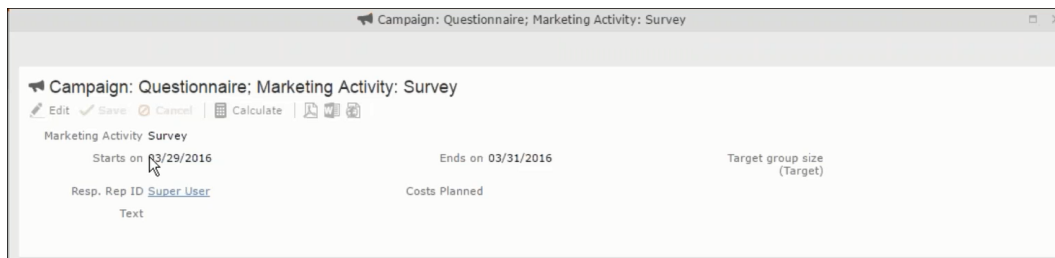 Campaign: Questionnaire; Marketing Activity: Survey
Campaign: Questionnaire; Marketing Activity: Survey
Edit Save Cancel Calculate
Marketing Activity Survey
Starts on 03/29/2016 Ends on 03/31/2016 Target group size
(Target)
Resp. Rep ID Super User Costs Planned
Text